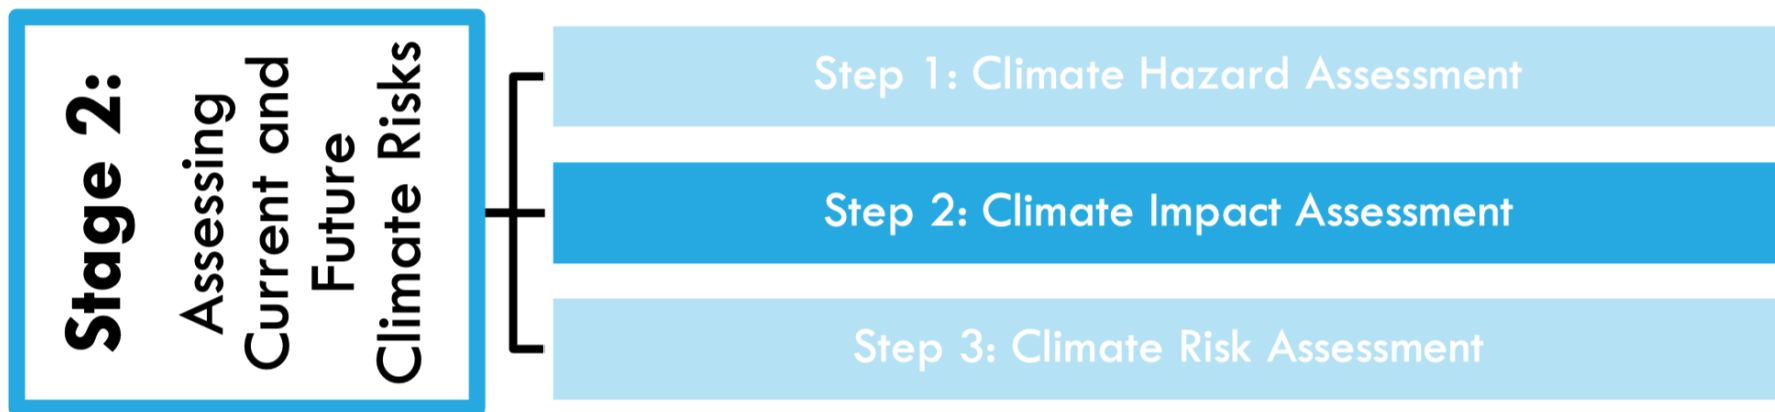 Stage 2:
Assessing
Current and
Future
Climate Risks
Step 1: Climate Hazard Assessment
Step 2: Climate Impact Assessment
Step 3: Climate Risk Assessment